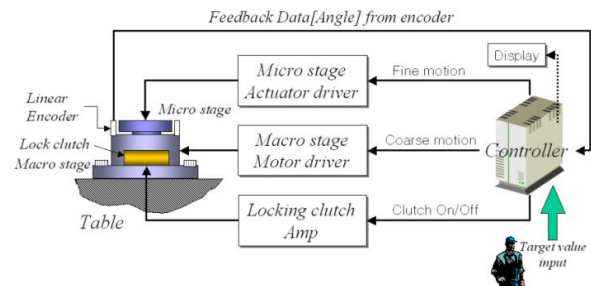 Feedback Data[Angle] from encoder
Display
Micro stage
Actuator driver
Fine motion
Linear
Encoder
Micro stage
Lock clutch
Macro stage
Macro stage
Motor driver
Coarse motion
Controller
Locking clutch
Amp
Clutch On/Off
Table
Target value
input